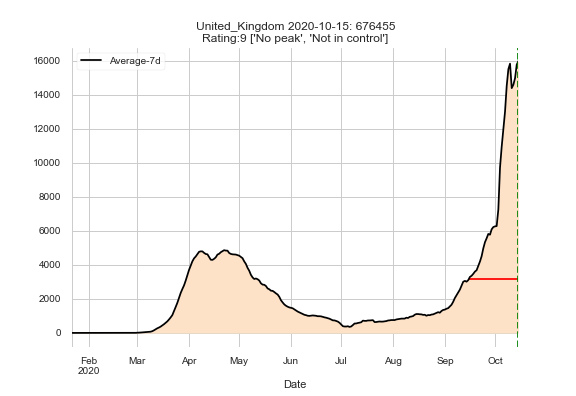 United_Kingdom 2020-10-15: 676455
Rating:9 ['No peak', 'Not in control']
Average-7d
16000
14000
12000
10000
8000
6000
4000
2000
0
Feb Mar Apr May Jun Jul Aug Sep Oct
2020
Date